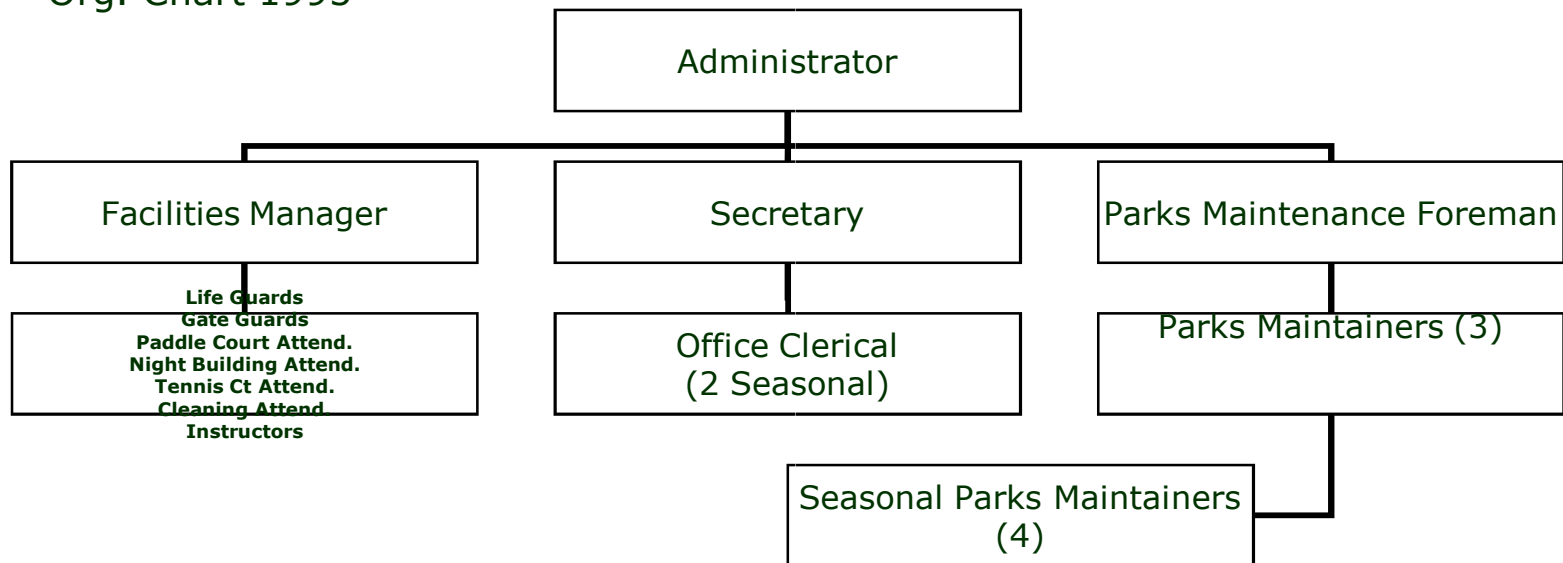 Org. Chart 1995
Administrator
Facilities Manager
Secretary
Parks Maintenance Foreman
Life Guards
Gate Guards
Paddle Court Attend.
Night Building Attend.
Tennis Ct Attend.
Cleaning Attend.
Instructors
Office Clerical
(2 Seasonal)
Parks Maintainers (3)
Seasonal Parks Maintainers
(4)